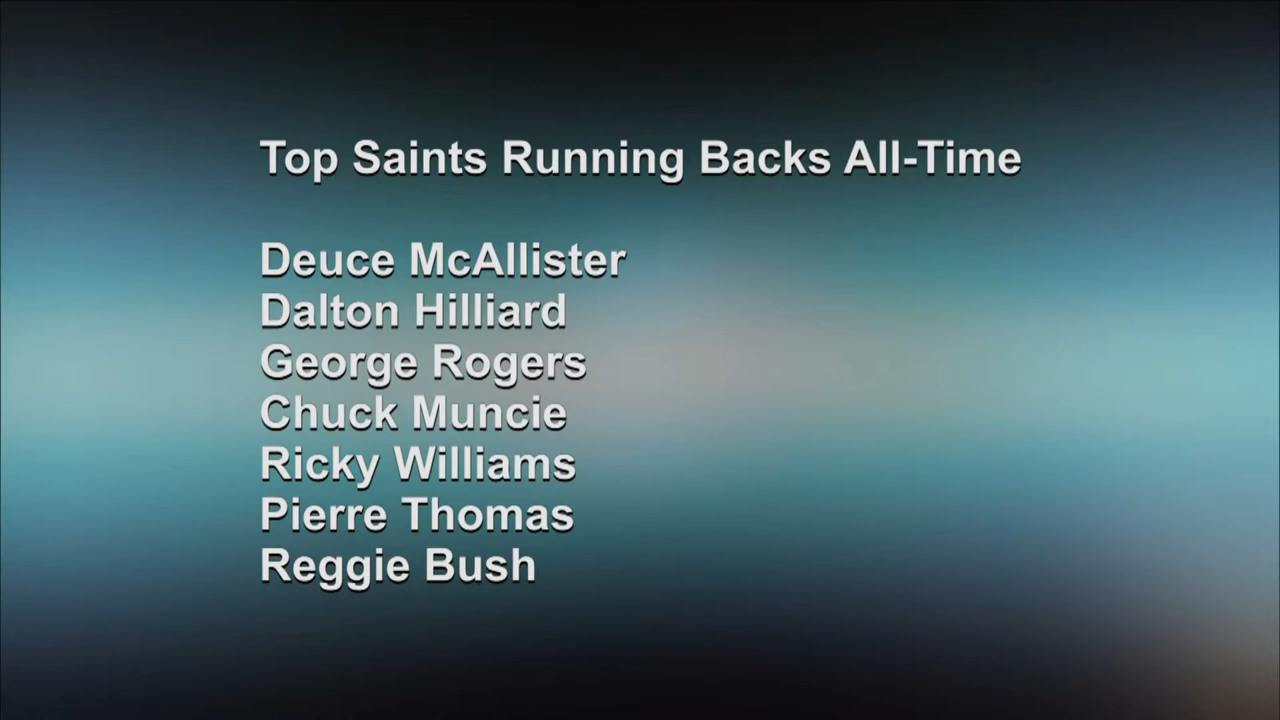 Top Saints Running Backs All-Time
Deuce McAllister
Dalton Hilliard
George Rogers
Chuck Muncie
Ricky Williams
Pierre Thomas
Reggie Bush